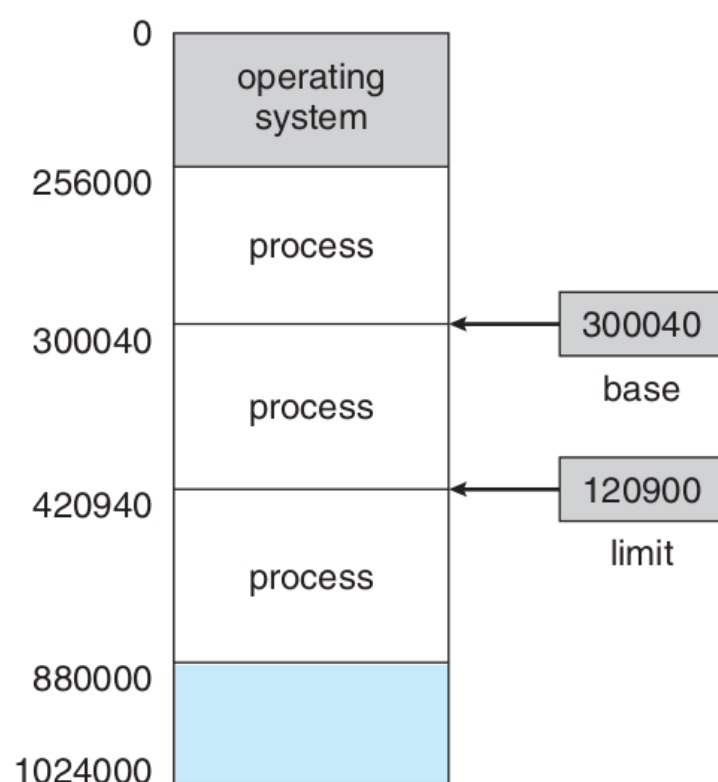 0
operating
system
256000
process
300040
300040
base
process
420940
120900
limit
process
880000
1024000